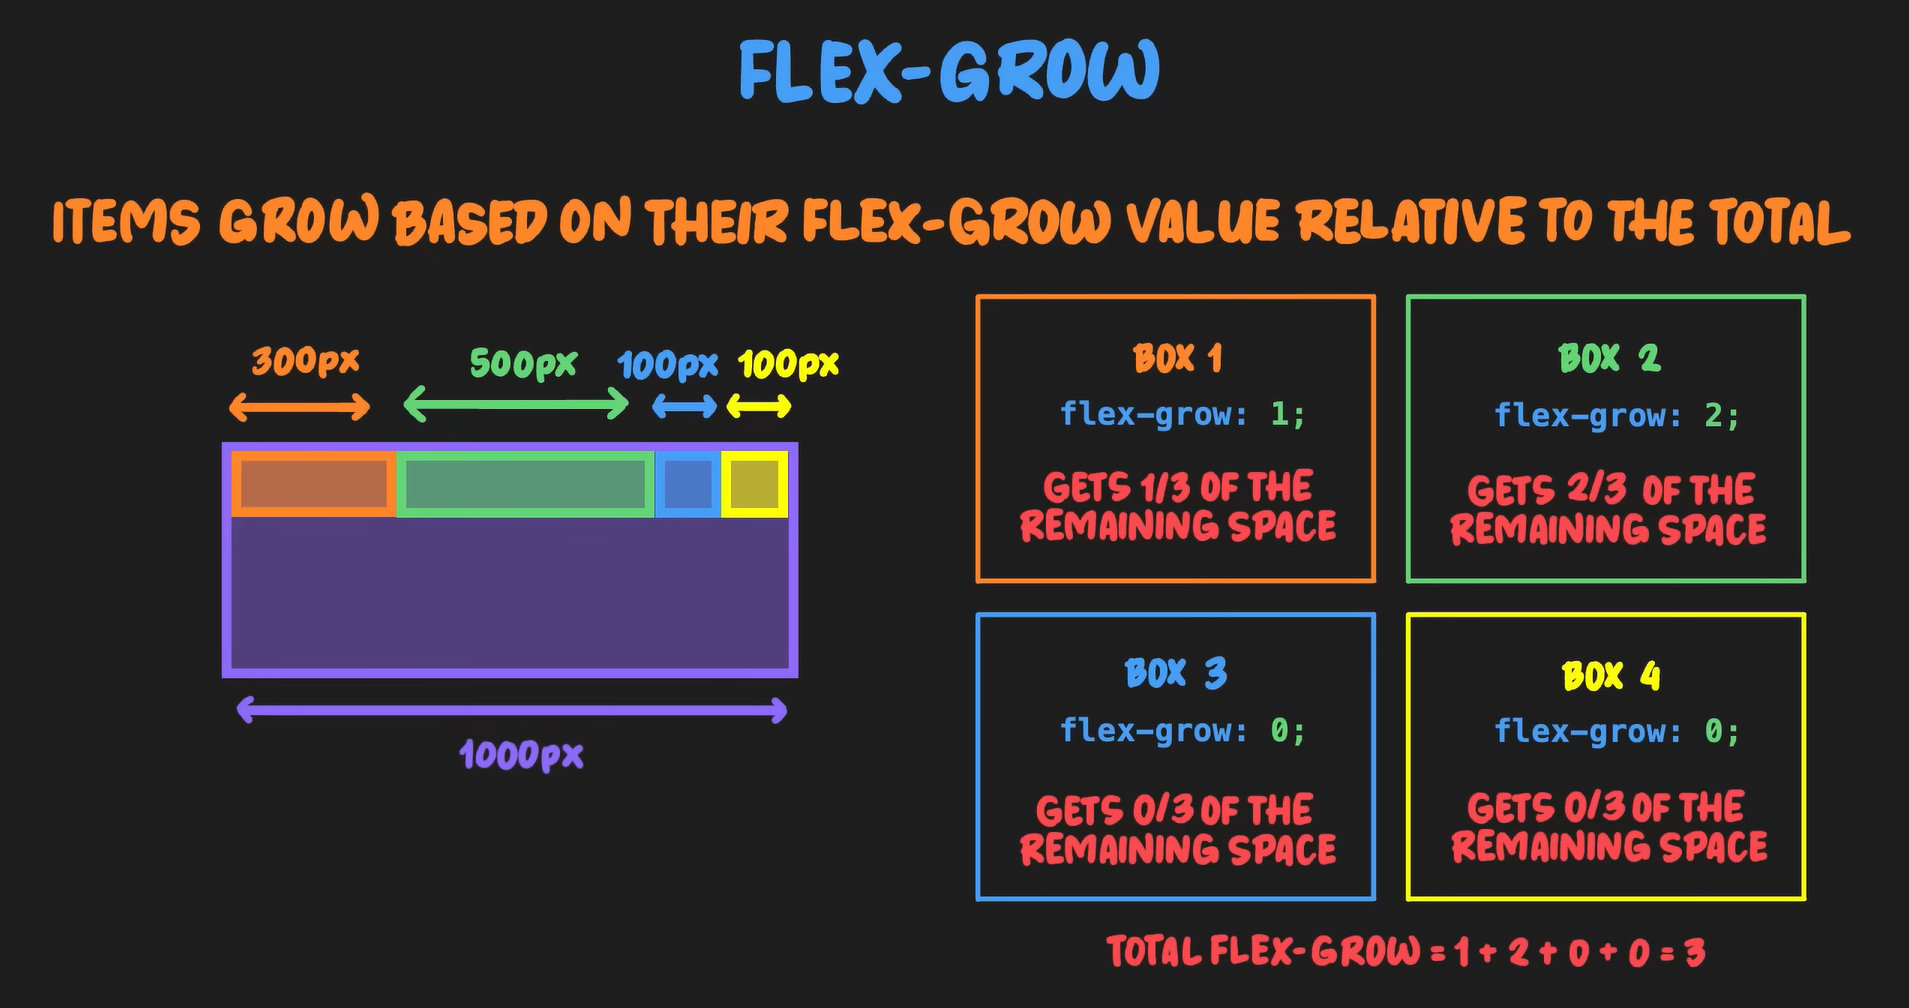 FLEX-GROW
ITEMS GROW BASED ON THEIR FLEX-GROW VALUE RELATIVE TO THE TOTAL
300px
500px
100px
100px
1000px
BOX 1
flex-grow: 1;
GETS 1/3 OF THE
REMAINING SPACE
BOX 2
flex-grow: 2;
GETS 2/3 OF THE
REMAINING SPACE
BOX 3
flex-grow: 0;
GETS 0/3 OF THE
REMAINING SPACE
BOX 4
flex-grow: 0;
GETS 0/3 OF THE
REMAINING SPACE
TOTAL FLEX-GROW = 1 + 2 + 0 + 0 = 3